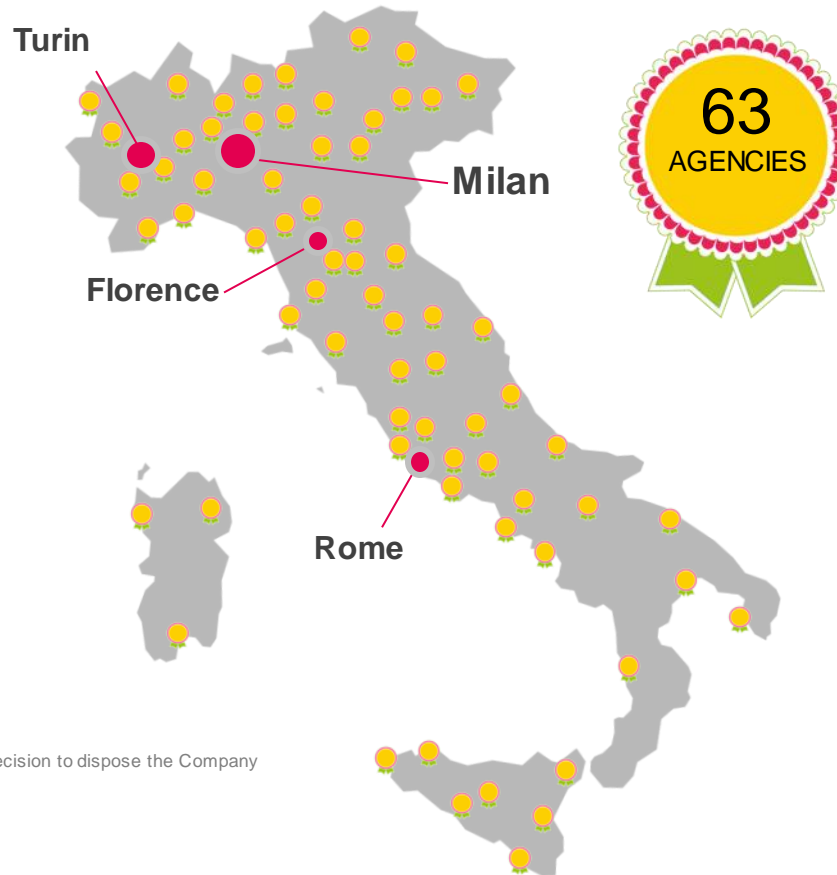 Turin
63
AGENCIES
Milan
Florence
Rome
to dispose the Company